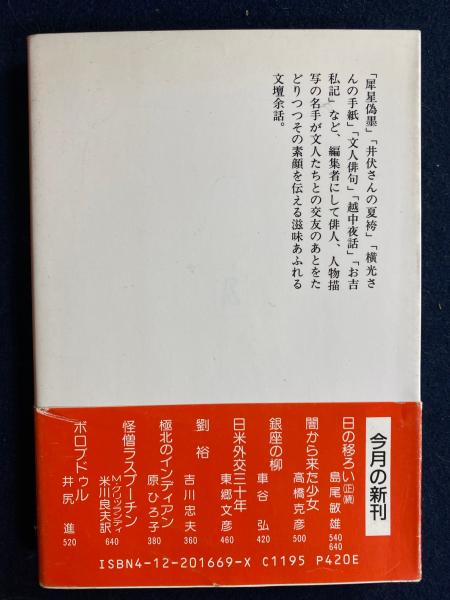 「犀星偽墨」「井伏さんの夏袴」「横光さ
んの手紙」「文人俳句」「越中夜話」「お吉
私記」など、編集者にして俳人、人物描
写の名手が文人たちとの交友のあとをた
どりつつその素顔を伝える滋味あふれる
文壇余話。
今月の新刊
日の移ろい(正続) 島尾敏雄 540 640
闇から来た少女 高橋克彦 500
銀座の柳 車谷 弘 420
日米外交三十年 東郷文彦 460
劉裕 吉川忠夫 360
極北のインディアン 原ひろ子 380
怪僧ラスプーチン M・グリッランディ 米川良夫訳 640
ボロブドゥル 井尻 進 520
ISBN4-12-201669-X C1195 P420E